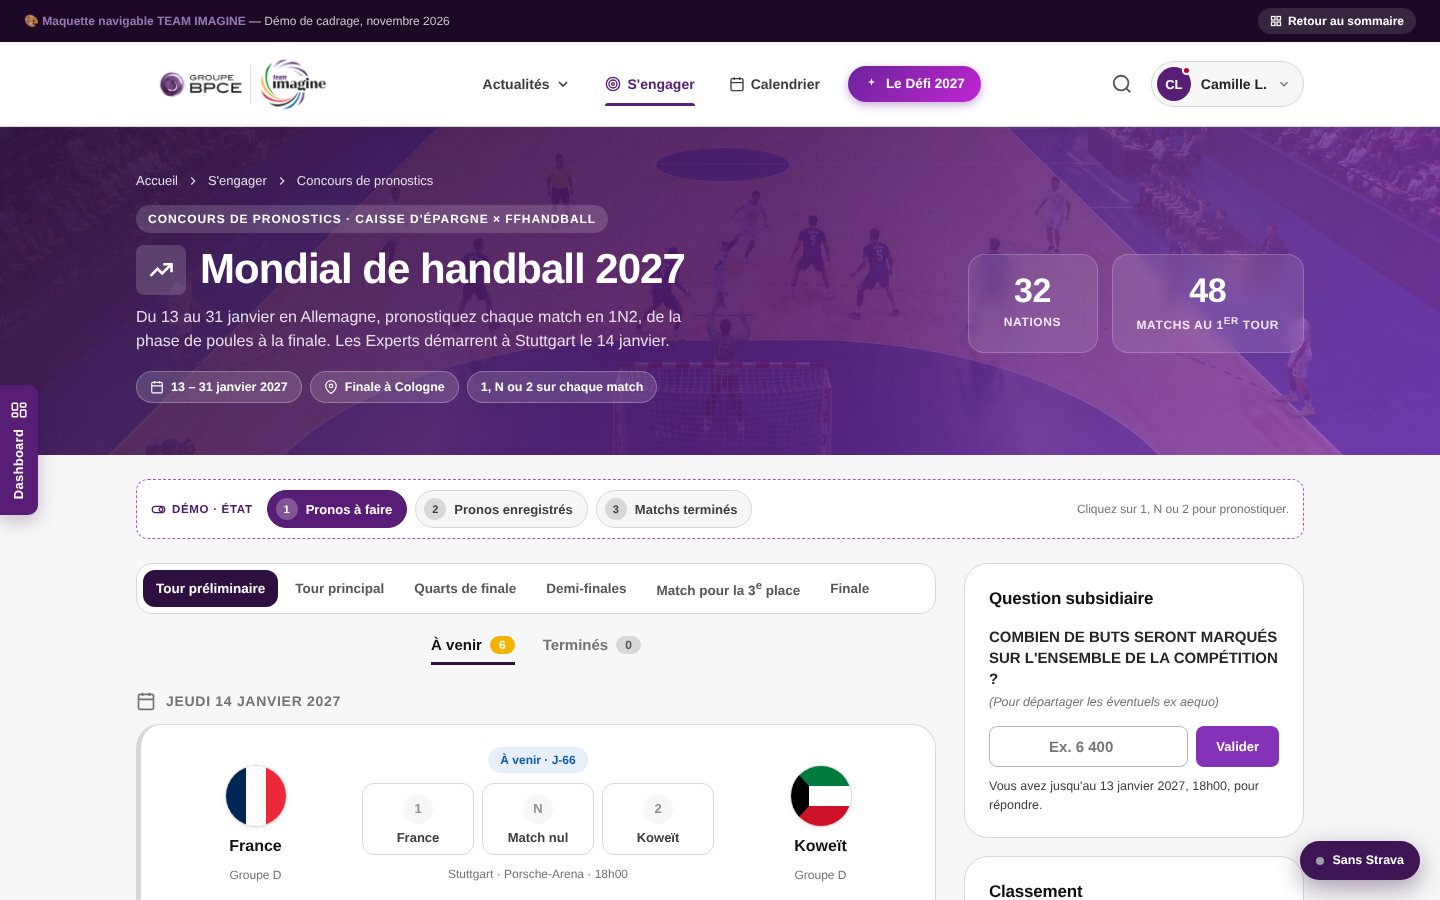 🎨 Maquette navigable TEAM IMAGINE — Démo de cadrage, novembre 2026
Retour au sommaire
GROUPE BPCE
team imagine
Actualités
S'engager
Calendrier
Le Défi 2027
CL
Camille L.
Accueil > S'engager > Concours de pronostics
CONCOURS DE PRONOSTICS · CAISSE D'ÉPARGNE × FFHANDBALL
Mondial de handball 2027
Du 13 au 31 janvier en Allemagne, pronostiquez chaque match en 1N2, de la
phase de poules à la finale. Les Experts démarrent à Stuttgart le 14 janvier.
13 – 31 janvier 2027
Finale à Cologne
1, N ou 2 sur chaque match
32
NATIONS
48
MATCHS AU 1ER TOUR
Dashboard
DÉMO · ÉTAT
1 Pronos à faire
2 Pronos enregistrés
3 Matchs terminés
Cliquez sur 1, N ou 2 pour pronostiquer.
Tour préliminaire
Tour principal
Quarts de finale
Demi-finales
Match pour la 3e place
Finale
À venir 6
Terminés 0
JEUDI 14 JANVIER 2027
À venir · J-66
France
Groupe D
1
France
N
Match nul
2
Koweït
Stuttgart · Porsche-Arena · 18h00
Koweït
Groupe D
Question subsidiaire
COMBIEN DE BUTS SERONT MARQUÉS
SUR L'ENSEMBLE DE LA COMPÉTITION
?
(Pour départager les éventuels ex aequo)
Ex. 6 400
Valider
Vous avez jusqu'au 13 janvier 2027, 18h00, pour
répondre.
Classement
Sans Strava